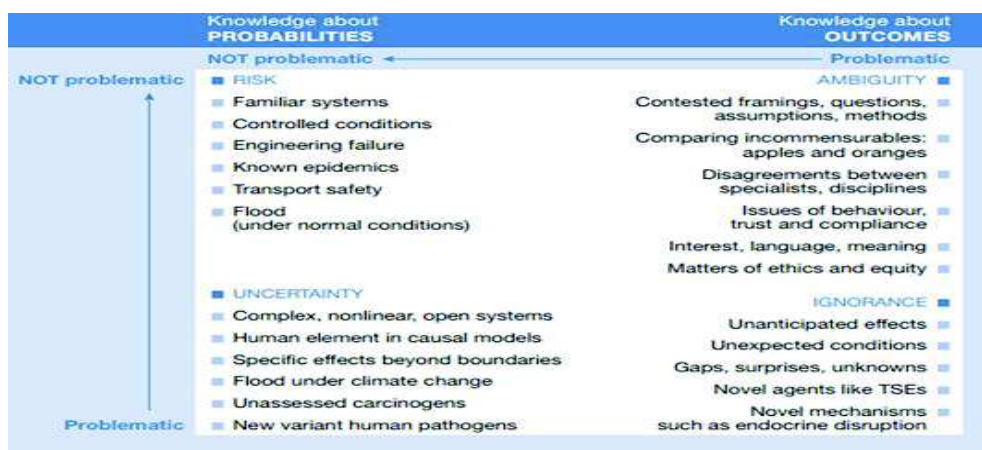 Knowledge about
PROBABILITIES
Knowledge about
OUTCOMES
NOT problematic
Problematic
NOT problematic
RISK
Familiar systems
Controlled conditions
Engineering failure
Known epidemics
Transport safety
Flood
(under normal conditions)
AMBIGUITY
Contested framings, questions,
assumptions, methods
Comparing incommensurables:
apples and oranges
Disagreements between
specialists, disciplines
Issues of behaviour,
trust and compliance
Interest, language, meaning
Matters of ethics and equity
UNCERTAINTY
Complex, nonlinear, open systems
Human element in causal models
Specific effects beyond boundaries
Flood under climate change
Unassessed carcinogens
New variant human pathogens
IGNORANCE
Unanticipated effects
Unexpected conditions
Gaps, surprises, unknowns
Novel agents like TSEs
Novel mechanisms
such as endocrine disruption
Problematic